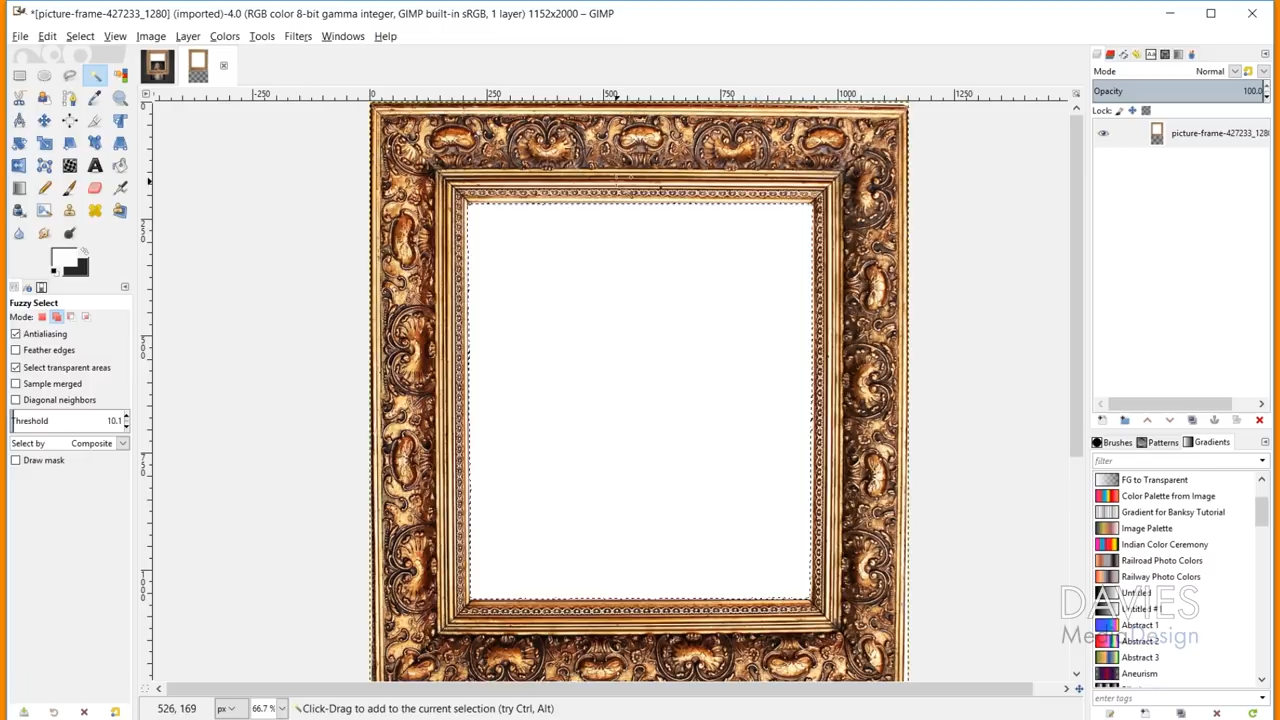 *[picture-frame-427233_1280] (imported)-4.0 (RGB color 8-bit gamma integer, GIMP built-in sRGB, 1 layer) 1152x2000 – GIMP
File Edit Select View Image Layer Colors Tools Filters Windows Help
Mode Normal
Opacity 100.0
Lock:
-250 0 250 500 750 1000 1250
picture-frame-427233_128
Fuzzy Select
Mode:
Antialiasing
Feather edges
Select transparent areas
Sample merged
Diagonal neighbors
Threshold 10.1
Select by Composite
Draw mask
Brushes Patterns Gradients
filter
FG to Transparent
Color Palette from Image
Gradient for Banksy Tutorial
Image Palette
Indian Color Ceremony
Railroad Photo Colors
Railway Photo Colors
Untitled
Untitled #1
Abstract 1
Abstract 2
Abstract 3
Aneurism
DAVIES
MediaDesign
enter tags
526, 169 px 66.7 % Click-Drag to add to the current selection (try Ctrl, Alt)